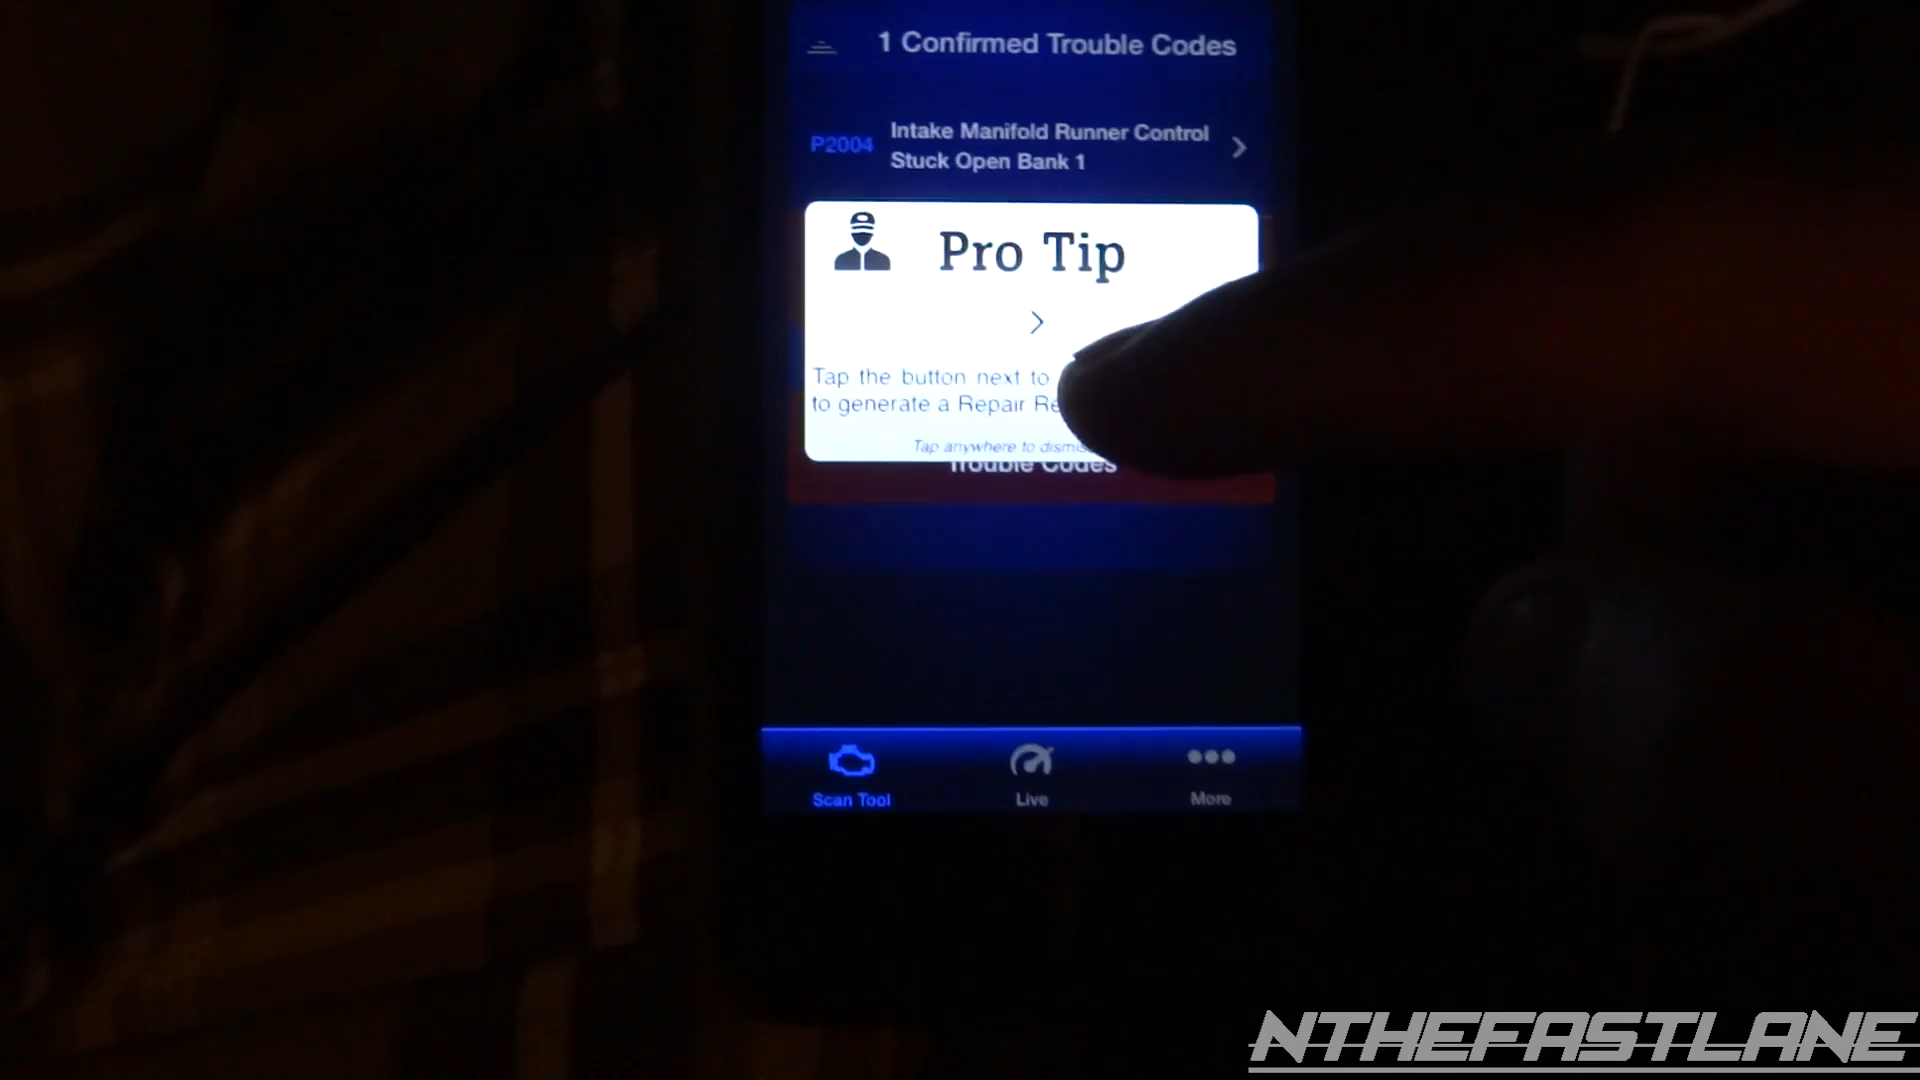 1 Confirmed Trouble Codes
P2004
Intake Manifold Runner Control
Stuck Open Bank 1
Pro Tip
Tap the button next to
to generate a Repair
Tap anywhere to
Trouble Codes
Scan Tool
Live
More
NTHEFASTLANE